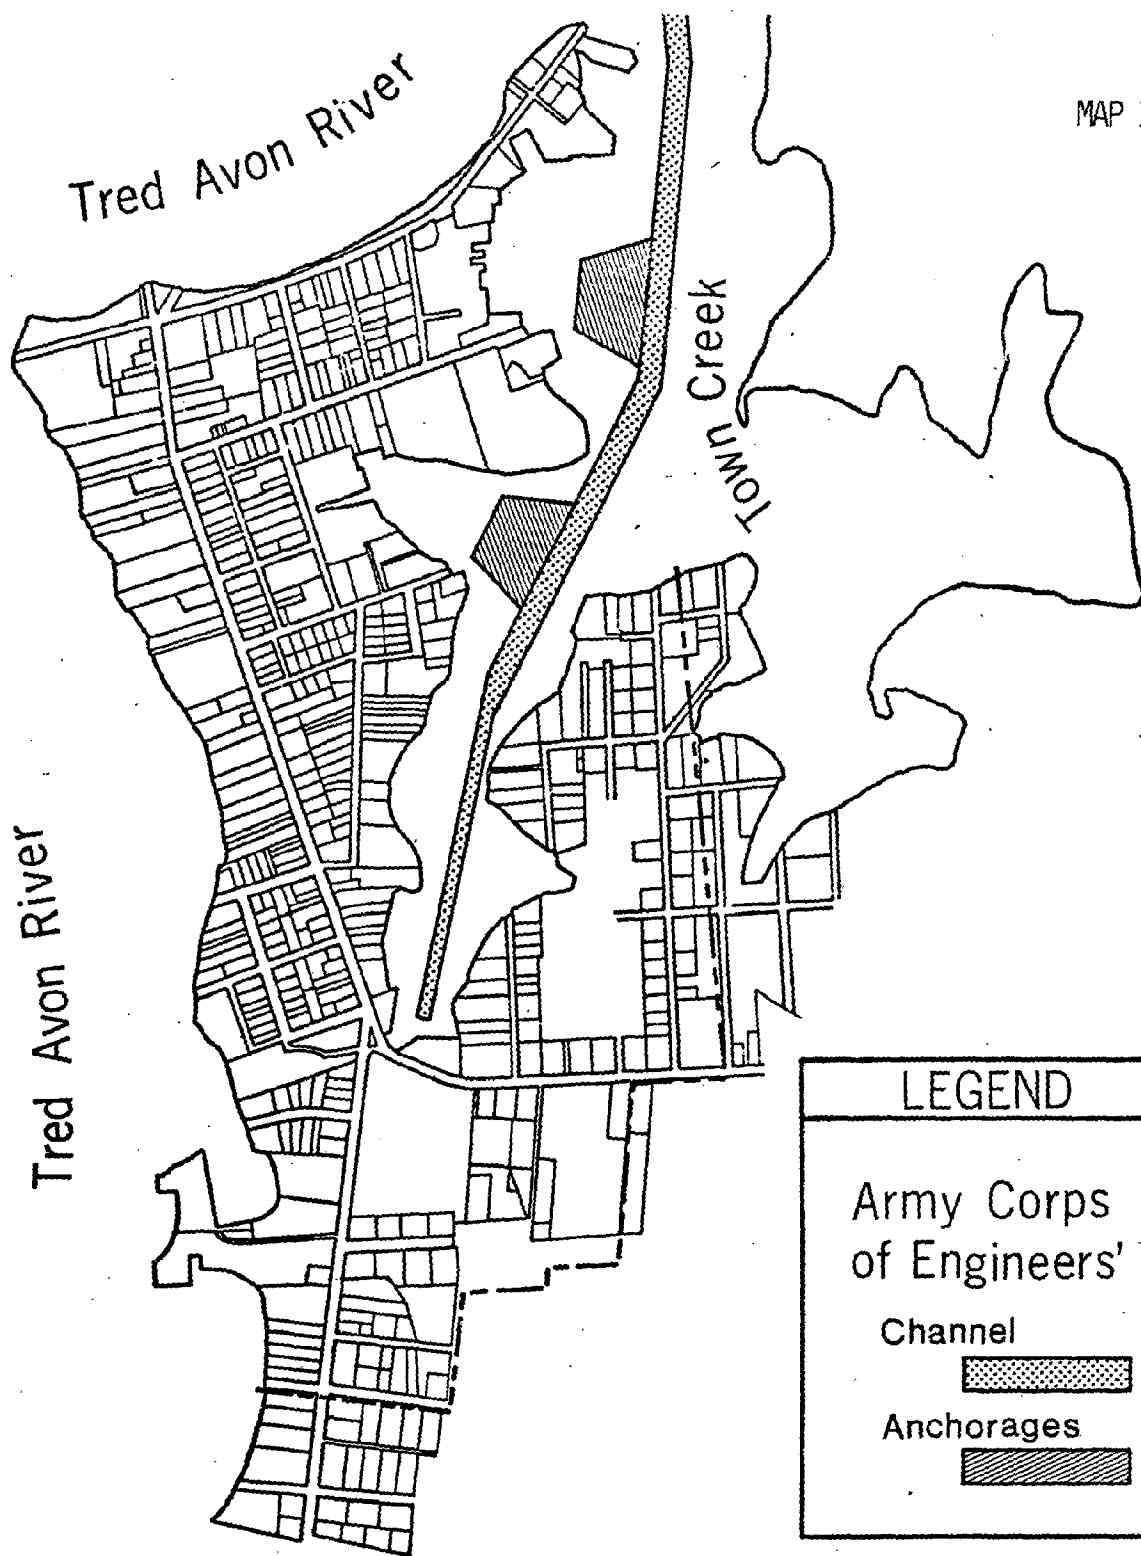 Tred Avon River
MAP
Town Creek
Tred Avon River
LEGEND
Army Corps
of Engineers'
Channel
Anchorages